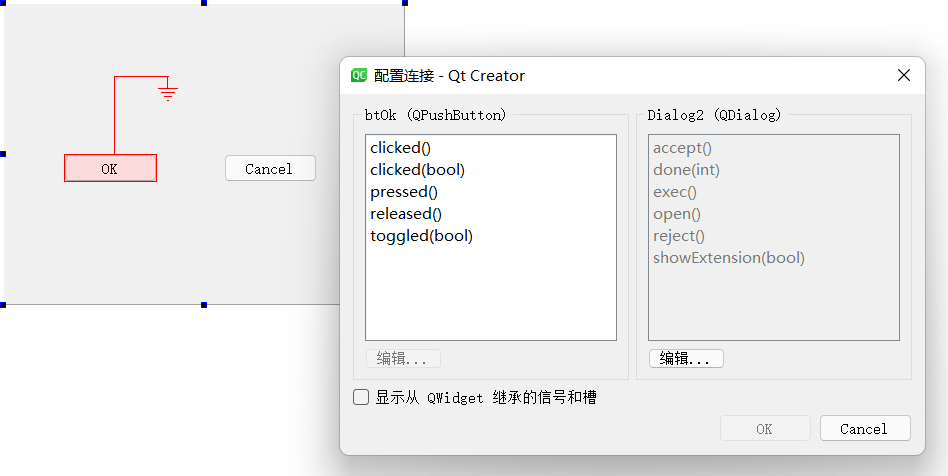 OK
Cancel
QC 配置连接 - Qt Creator
btOk (QPushButton)
clicked()
clicked(bool)
pressed()
released()
toggled(bool)
编辑...
Dialog2 (QDialog)
accept()
done(int)
exec()
open()
reject()
showExtension(bool)
编辑...
显示从 QWidget 继承的信号和槽
OK
Cancel